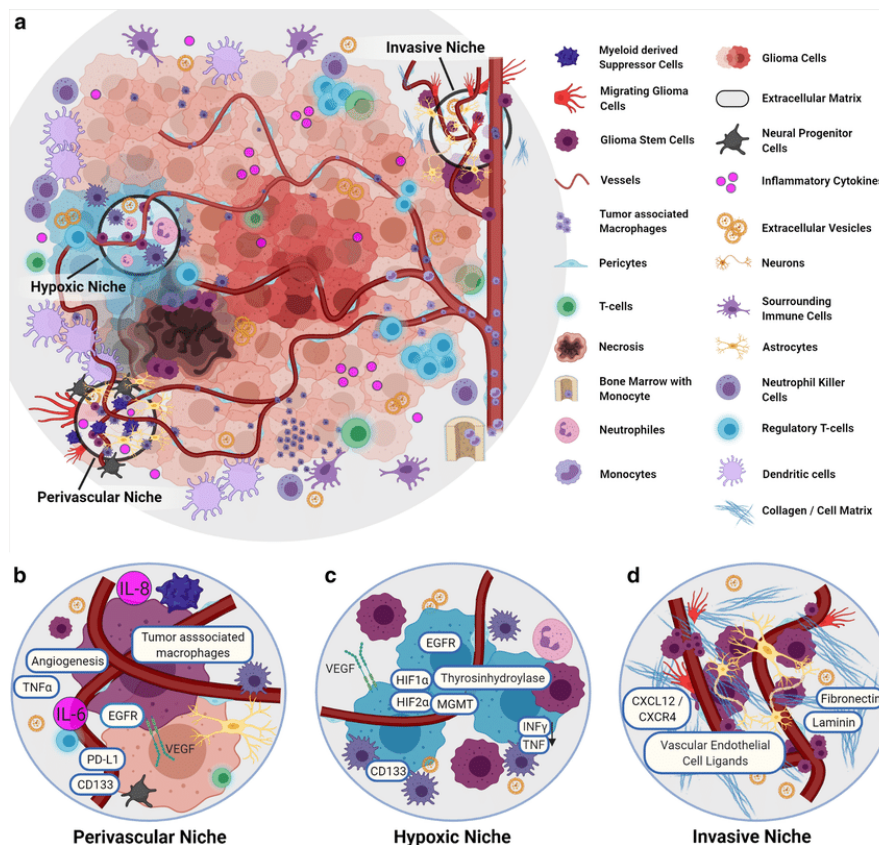 a
Invasive Niche
Hypoxic Niche
Perivascular Niche
Myeloid derived
Suppressor Cells
Migrating Glioma
Cells
Glioma Stem Cells
Vessels
Tumor associated
Macrophages
Pericytes
T-cells
Necrosis
Bone Marrow with
Monocyte
Neutrophiles
Monocytes
Glioma Cells
Extracellular Matrix
Neural Progenitor
Cells
Inflammatory Cytokines
Extracellular Vesicles
Neurons
Sourrounding
Immune Cells
Astrocytes
Neutrophil Killer
Cells
Regulatory T-cells
Dendritic cells
Collagen / Cell Matrix
b
IL-8
Tumor asssociated
macrophages
Angiogenesis
TNFα
IL-6
EGFR
VEGF
PD-L1
CD133
Perivascular Niche
c
EGFR
VEGF
HIF1α
Thyrosinhydroylase
HIF2α
MGMT
INFγ
TNF
CD133
Hypoxic Niche
d
CXCL12 /
CXCR4
Fibronectin
Laminin
Vascular Endothelial
Cell Ligands
Invasive Niche